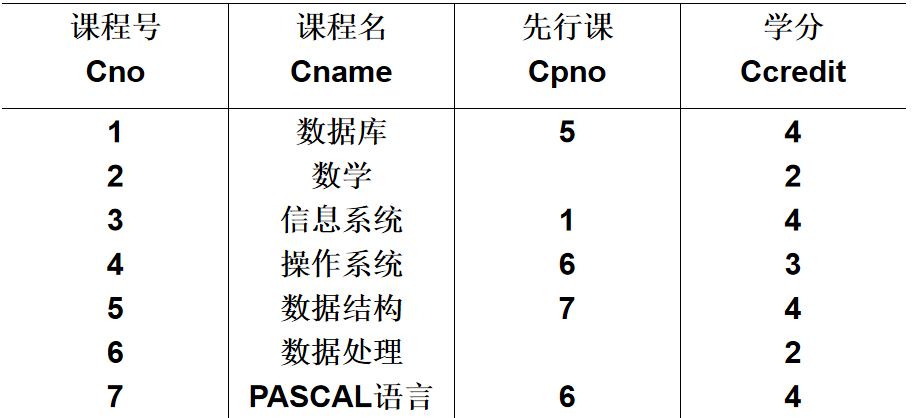 课程号 课程名 先行课 学分
Cno Cname Cpno Ccredit
1 数据库 5 4
2 数学 2
3 信息系统 1 4
4 操作系统 6 3
5 数据结构 7 4
6 数据处理 2
7 PASCAL语言 6 4